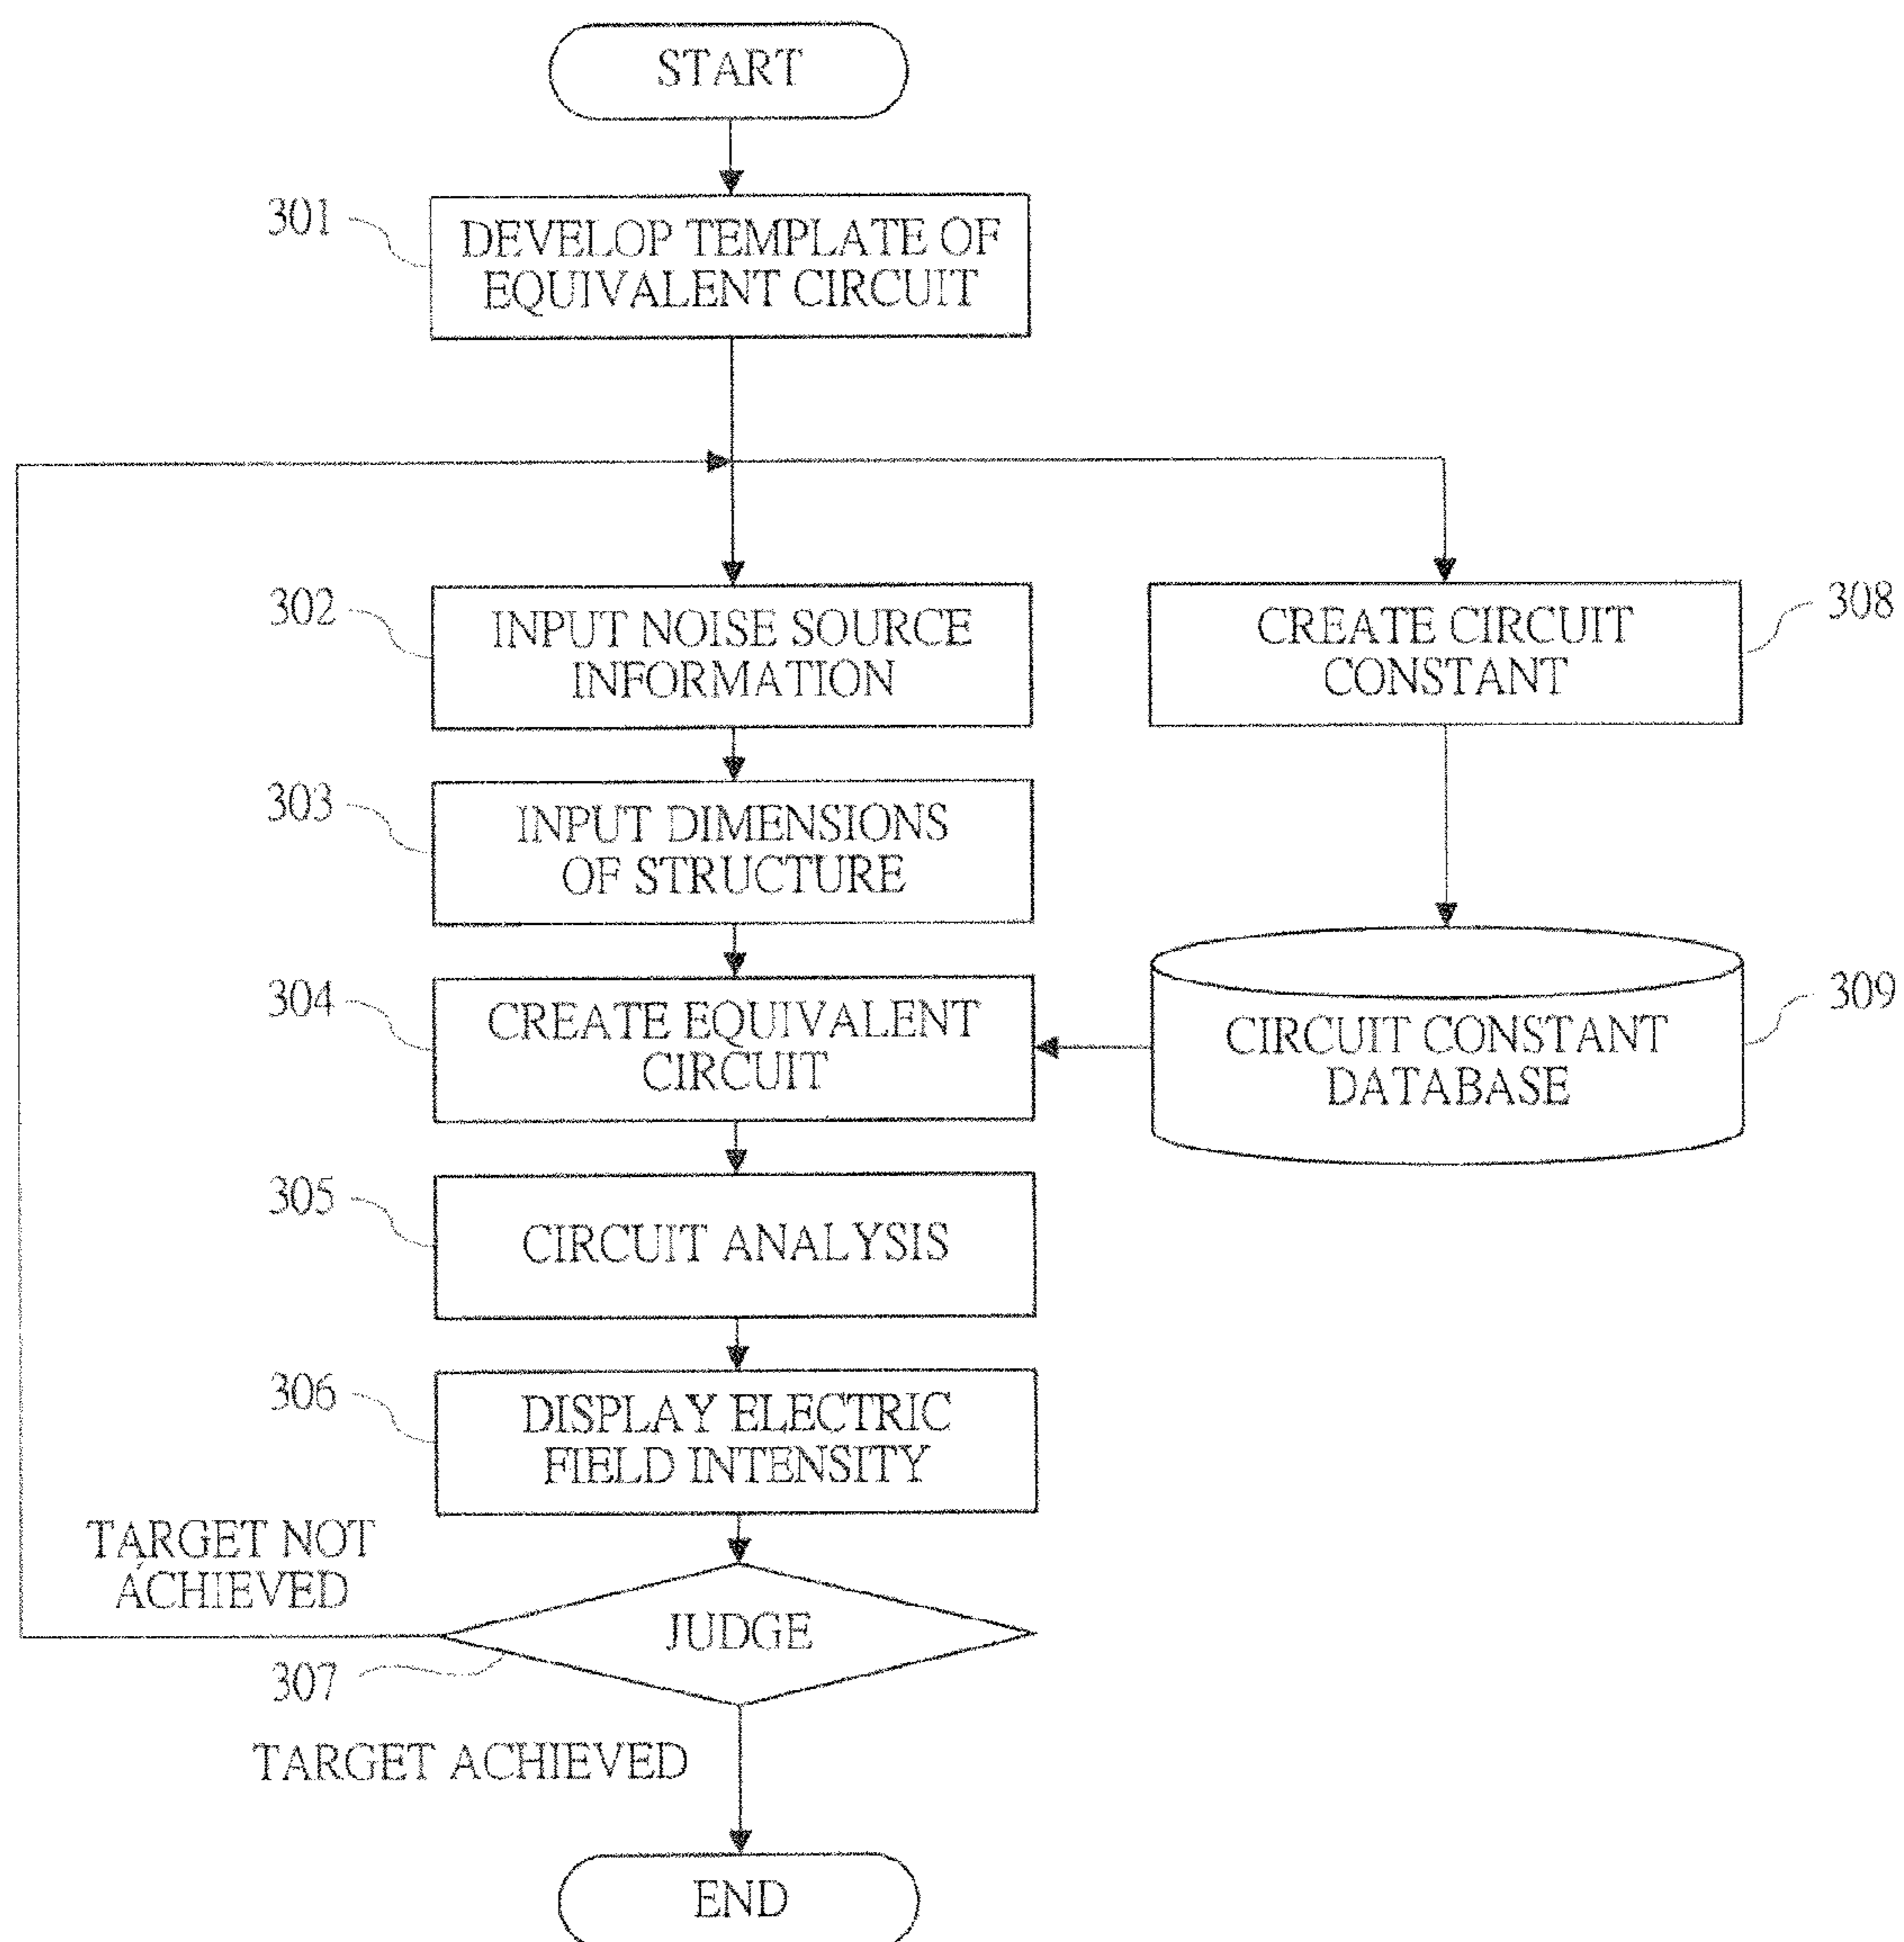 START
301
DEVELOP TEMPLATE OF
EQUIVALENT CIRCUIT
302
INPUT NOISE SOURCE
INFORMATION
CREATE CIRCUIT
CONSTANT
308
303
INPUT DIMENSIONS
OF STRUCTURE
304
CREATE EQUIVALENT
CIRCUIT
CIRCUIT CONSTANT
DATABASE
309
305
CIRCUIT ANALYSIS
306
DISPLAY ELECTRIC
FIELD INTENSITY
TARGET NOT
ACHIEVED
JUDGE
307
TARGET ACHIEVED
END